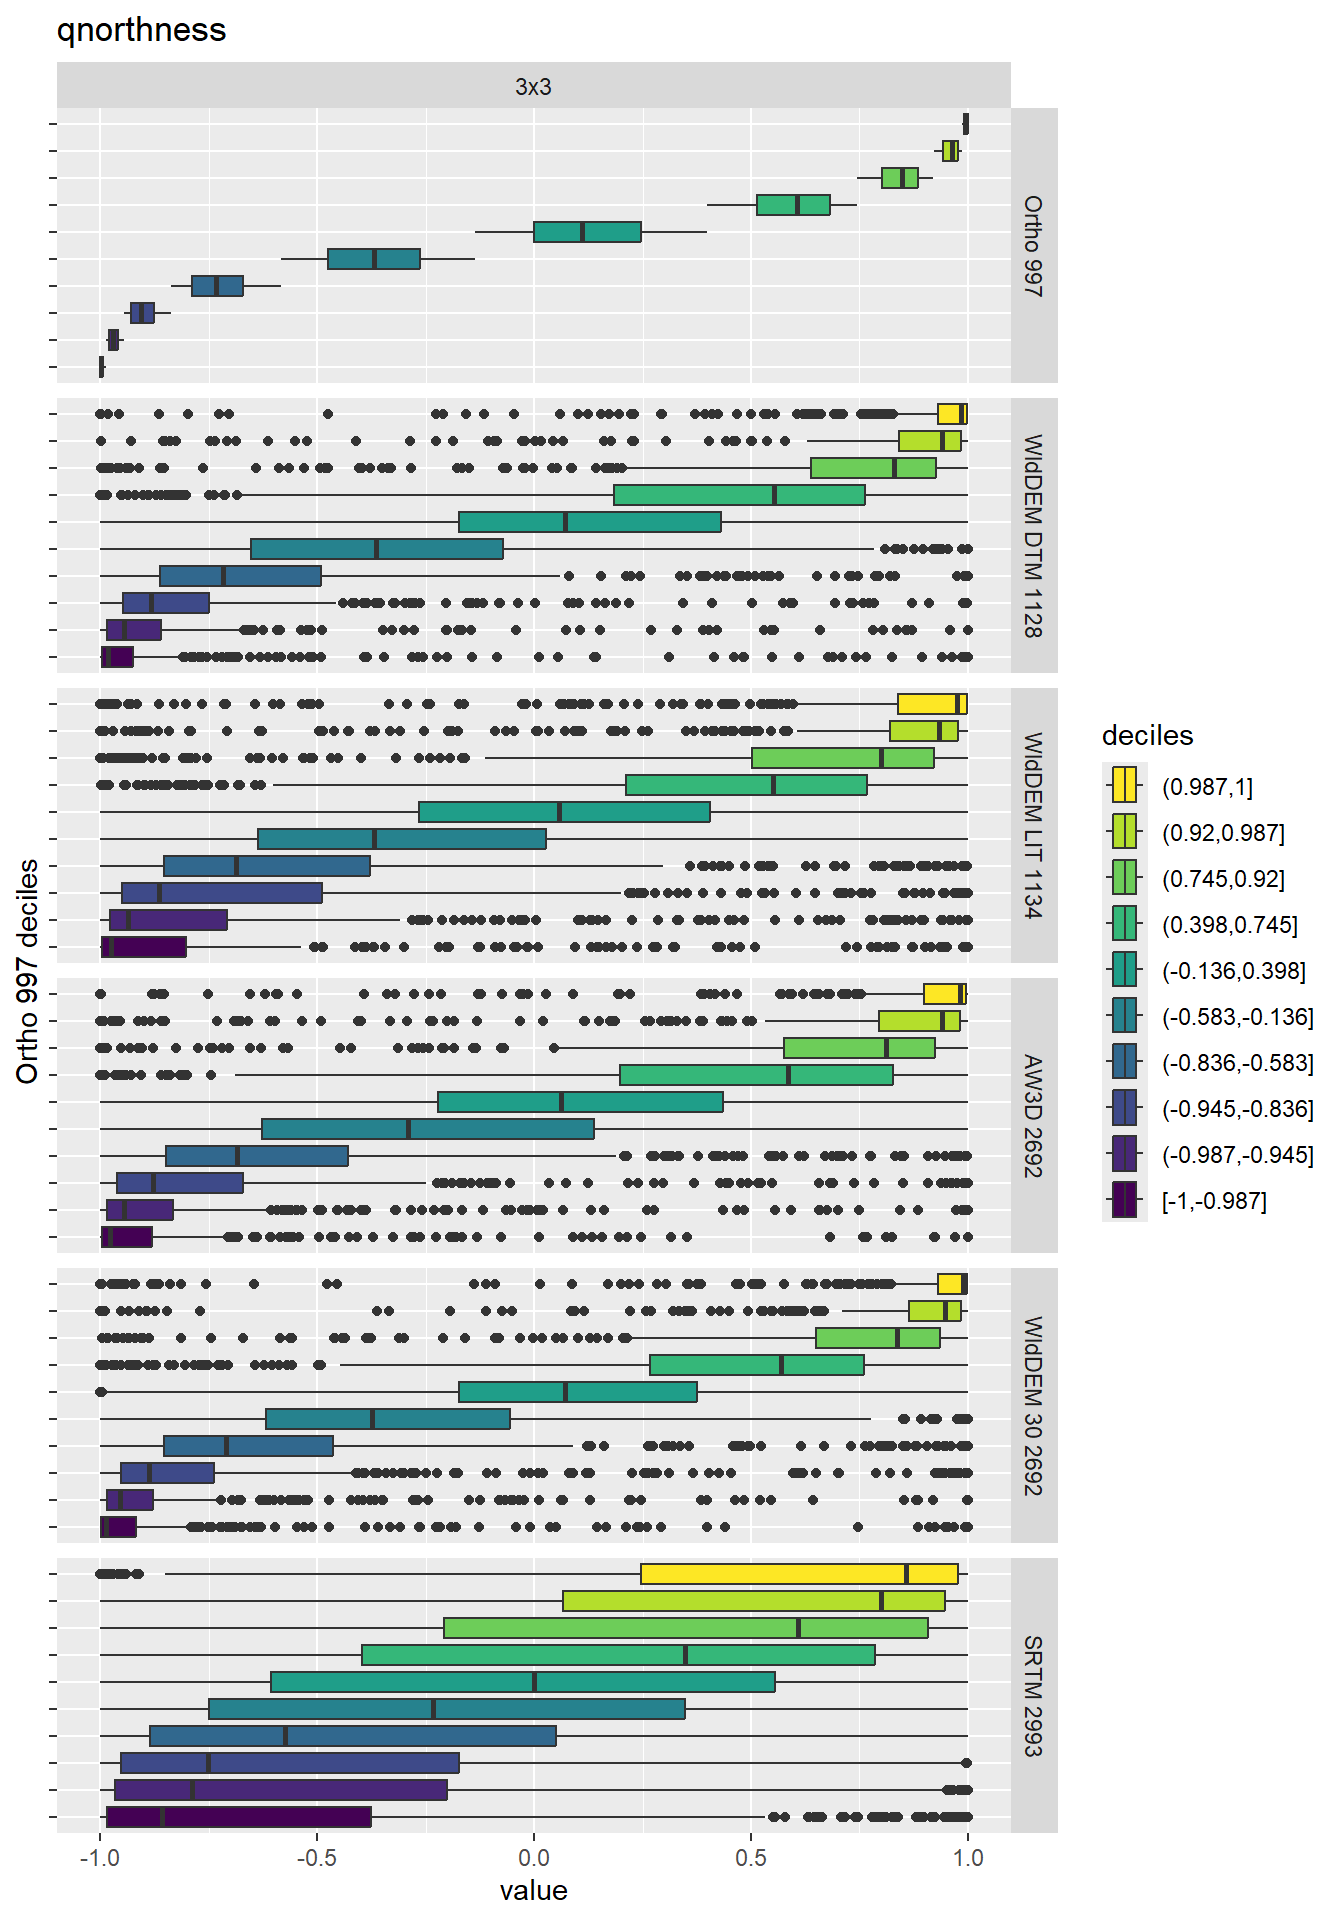 qnorthness
3x3
Ortho 997
WldDEM DTM 1128
WldDEM LIT 1134
AW3D 2692
WldDEM 30 2692
SRTM 2993
Ortho 997 deciles
-1.0
-0.5
0.0
0.5
1.0
value
deciles
(0.987,1]
(0.92,0.987]
(0.745,0.92]
(0.398,0.745]
(-0.136,0.398]
(-0.583,-0.136]
(-0.836,-0.583]
(-0.945,-0.836]
(-0.987,-0.945]
[-1,-0.987]